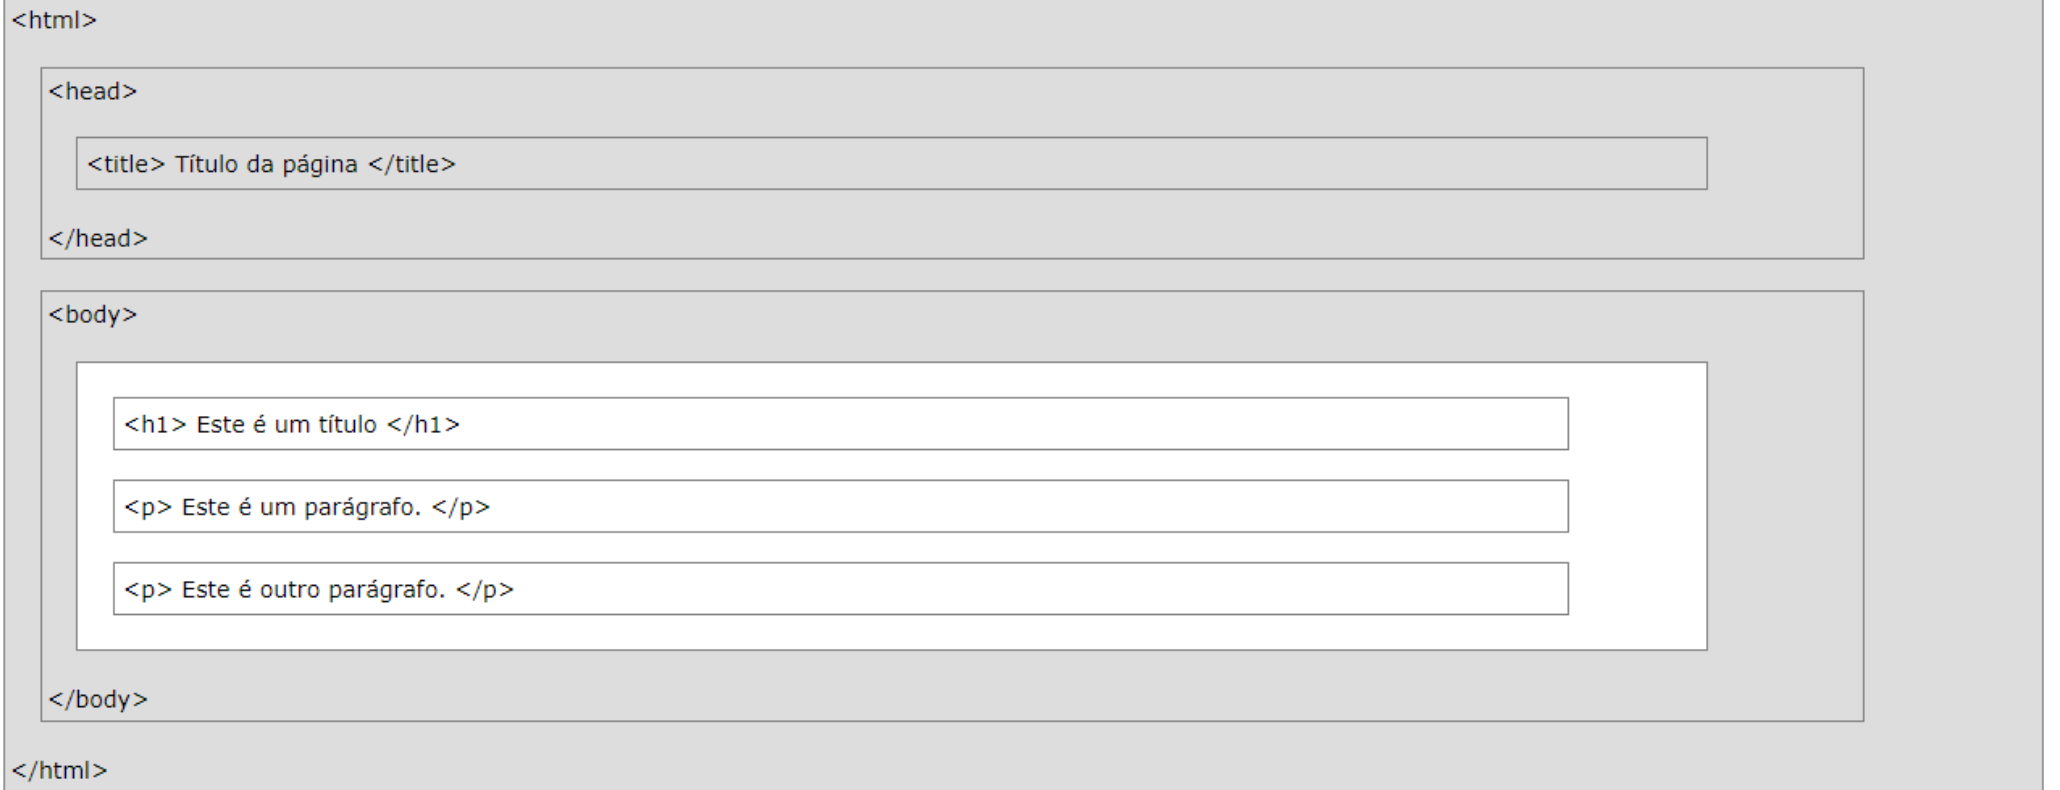 <html>
<head>
<title> Título da página </title>
</head>
<body>
<h1> Este é um título </h1>
<p> Este é um parágrafo. </p>
<p> Este é outro parágrafo. </p>
</body>
</html>